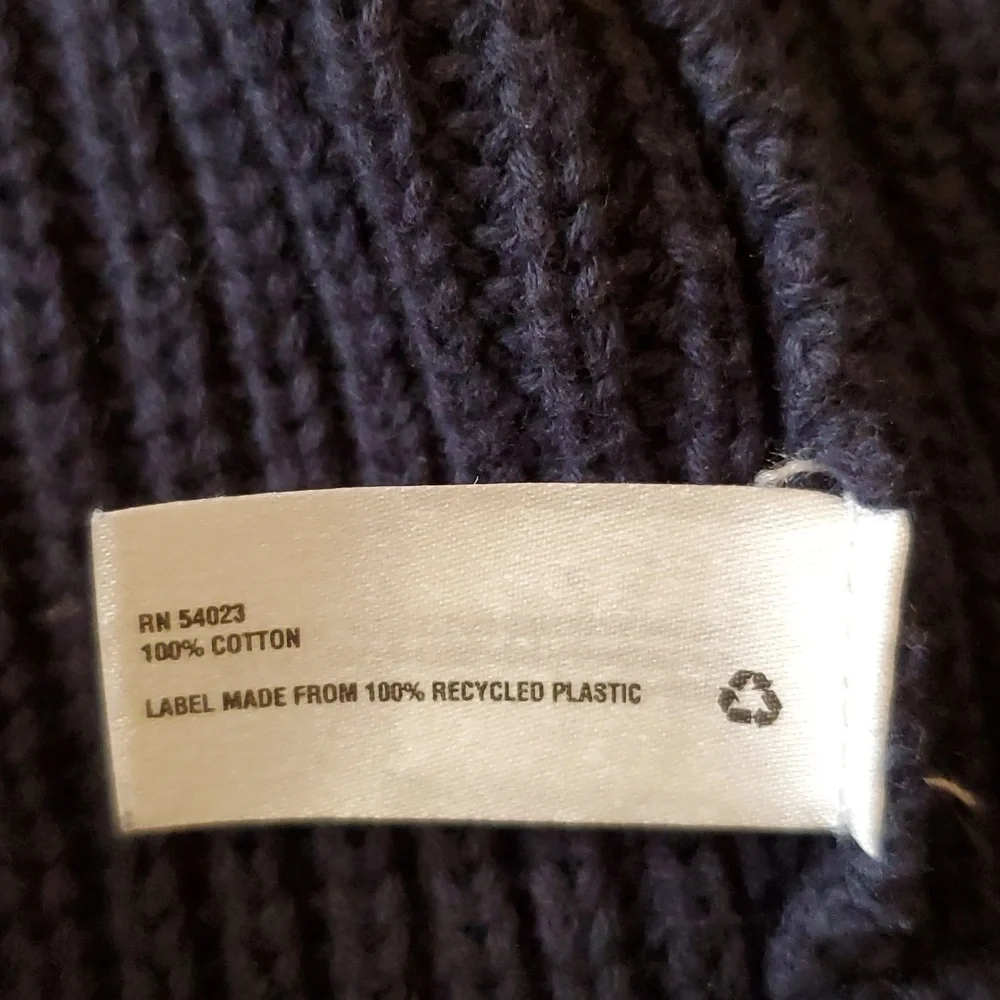 RN 54023
100% COTTON
LABEL MADE FROM 100% RECYCLED PLASTIC